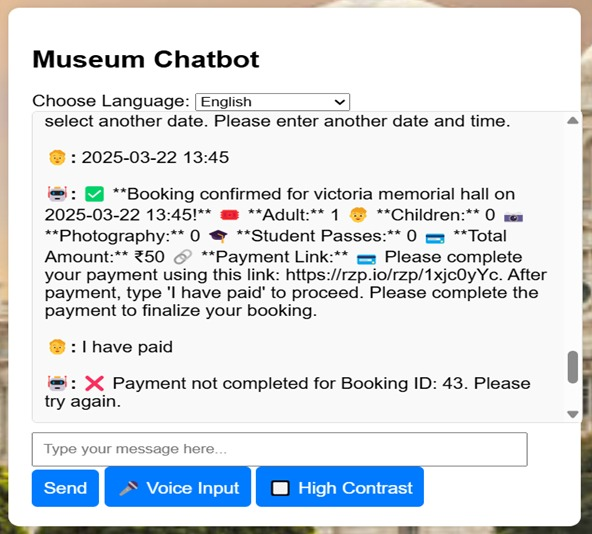 Museum Chatbot
Choose Language: English
select another date. Please enter another date and time.
🧒: 2025-03-22 13:45
🤖: ✅ **Booking confirmed for victoria memorial hall on
2025-03-22 13:45!** 🎟️ **Adult:** 1 🧒 **Children:** 0 📷
**Photography:** 0 🎓 **Student Passes:** 0 💳 **Total
Amount:** ₹50 🔗 **Payment Link:** 💳 Please complete
your payment using this link: https://rzp.io/rzp/1xjc0yYc. After
payment, type 'I have paid' to proceed. Please complete the
payment to finalize your booking.
🧒: I have paid
🤖: ❌ Payment not completed for Booking ID: 43. Please
try again.
Type your message here...
Send 🎤 Voice Input 🔲 High Contrast